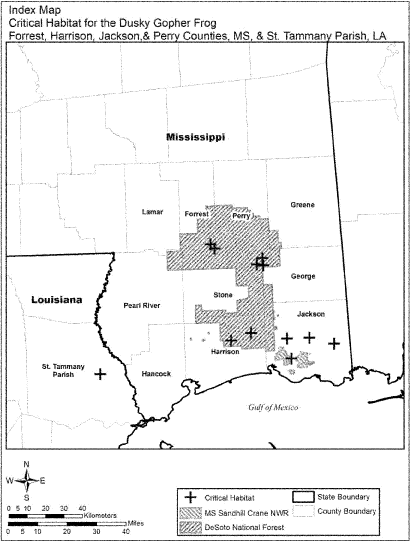 Index Map
Critical Habitat for the Dusky Gopher Frog
Forrest, Harrison, Jackson,& Perry Counties, MS, & St. Tammany Parish, LA
Mississippi
Lamar
Forrest
Perry
Greene
Louisiana
Pearl River
Stone
George
Jackson
St. Tammany
Parish
Hancock
Harrison
Gulf of Mexico
N
W
E
S
10 5 0 10 20 30 40
Kilometers
Miles
10 5 0 10 20 30 40
Critical Habitat
MS Sandhill Crane NWR
DeSoto National Forest
State Boundary
County Boundary